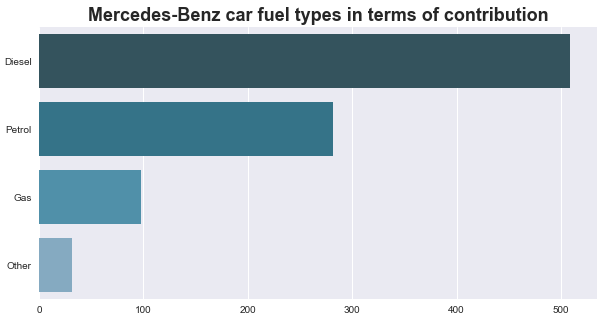 Mercedes-Benz car fuel types in terms of contribution
Diesel
Petrol
Gas
Other
0 100 200 300 400 500